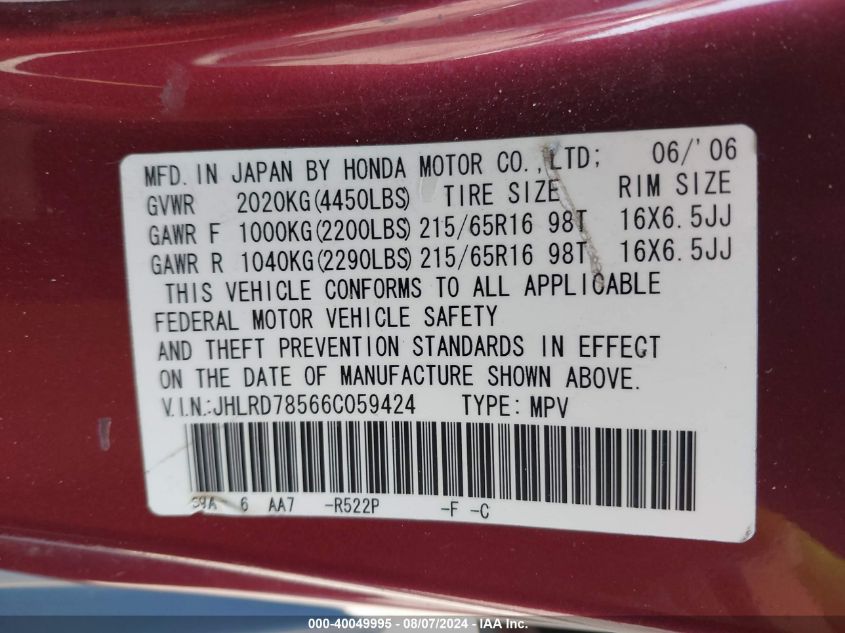 MFD. IN JAPAN BY HONDA MOTOR CO.,LTD; 06/'06
GVWR 2020KG(4450LBS) TIRE SIZE RIM SIZE
GAWR F 1000KG(2200LBS) 215/65R16 98T 16X6.5JJ
GAWR R 1040KG(2290LBS) 215/65R16 98T 16X6.5JJ
THIS VEHICLE CONFORMS TO ALL APPLICABLE
FEDERAL MOTOR VEHICLE SAFETY
AND THEFT PREVENTION STANDARDS IN EFFECT
ON THE DATE OF MANUFACTURE SHOWN ABOVE.
V.I.N.:JHLRD78566C059424 TYPE: MPV
6 AA7 -R522P -F -C
000-40049995 - 08/07/2024 - IAA Inc.